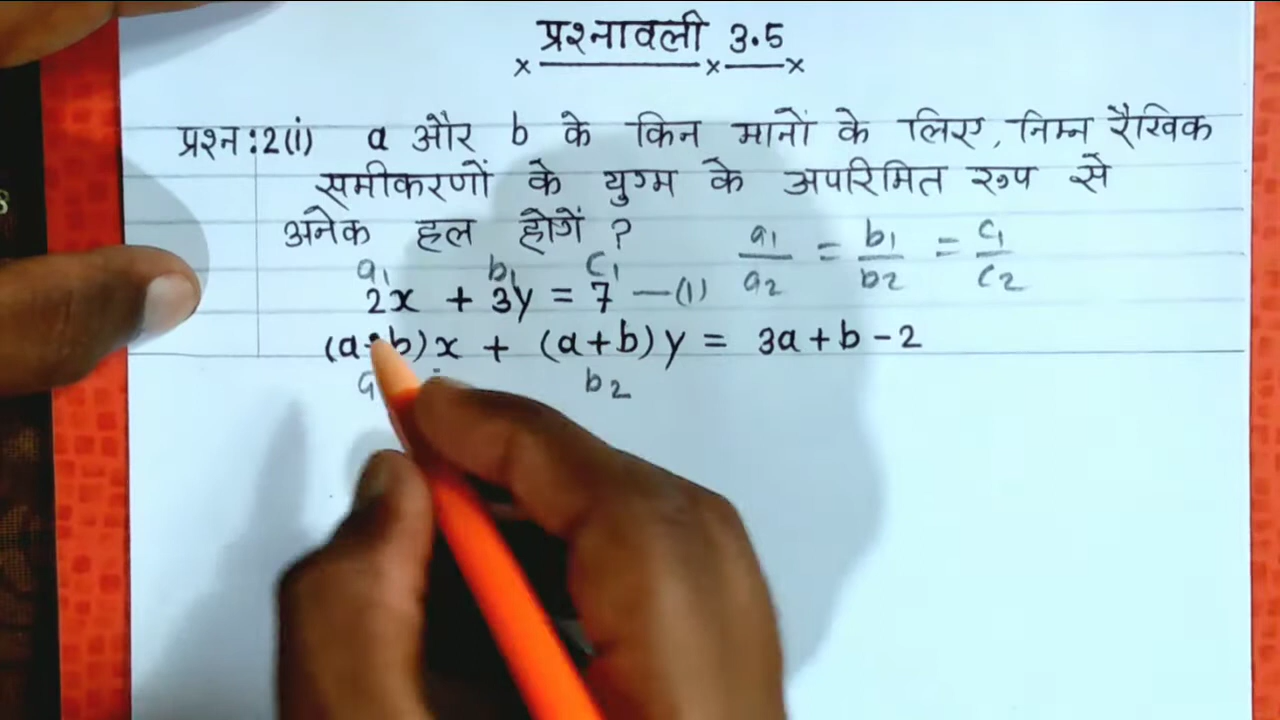 प्रश्नावली 3.5
प्रश्न:2(i) a और b के किन मानों के लिए, निम्न रैखिक
समीकरणों के युग्म के अपरिमित रूप से
अनेक हल होगें ?
a1/a2 = b1/b2 = c1/c2
a1 b1 c1
2x + 3y = 7 —(1)
(a b)x + (a+b)y = 3a+b-2
b2